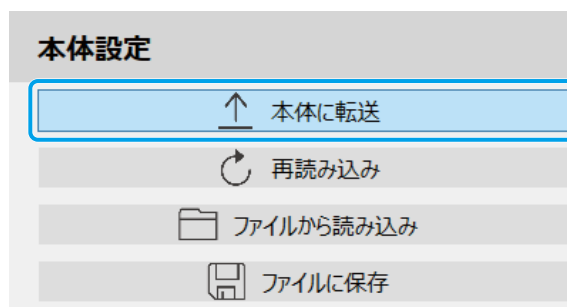 本体設定
本体に転送
再読み込み
ファイルから読み込み
ファイルに保存